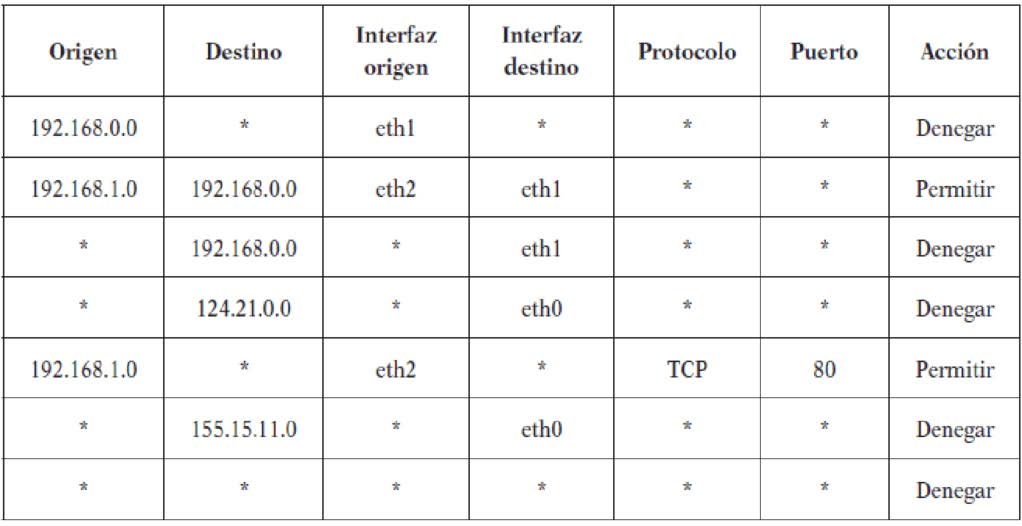 Origen Destino Interfaz origen Interfaz destino Protocolo Puerto Acción
192.168.0.0 * eth1 * * * Denegar
192.168.1.0 192.168.0.0 eth2 eth1 * * Permitir
* 192.168.0.0 * eth1 * * Denegar
* 124.21.0.0 * eth0 * * Denegar
192.168.1.0 * eth2 * TCP 80 Permitir
* 155.15.11.0 * eth0 * * Denegar
* * * * * * Denegar